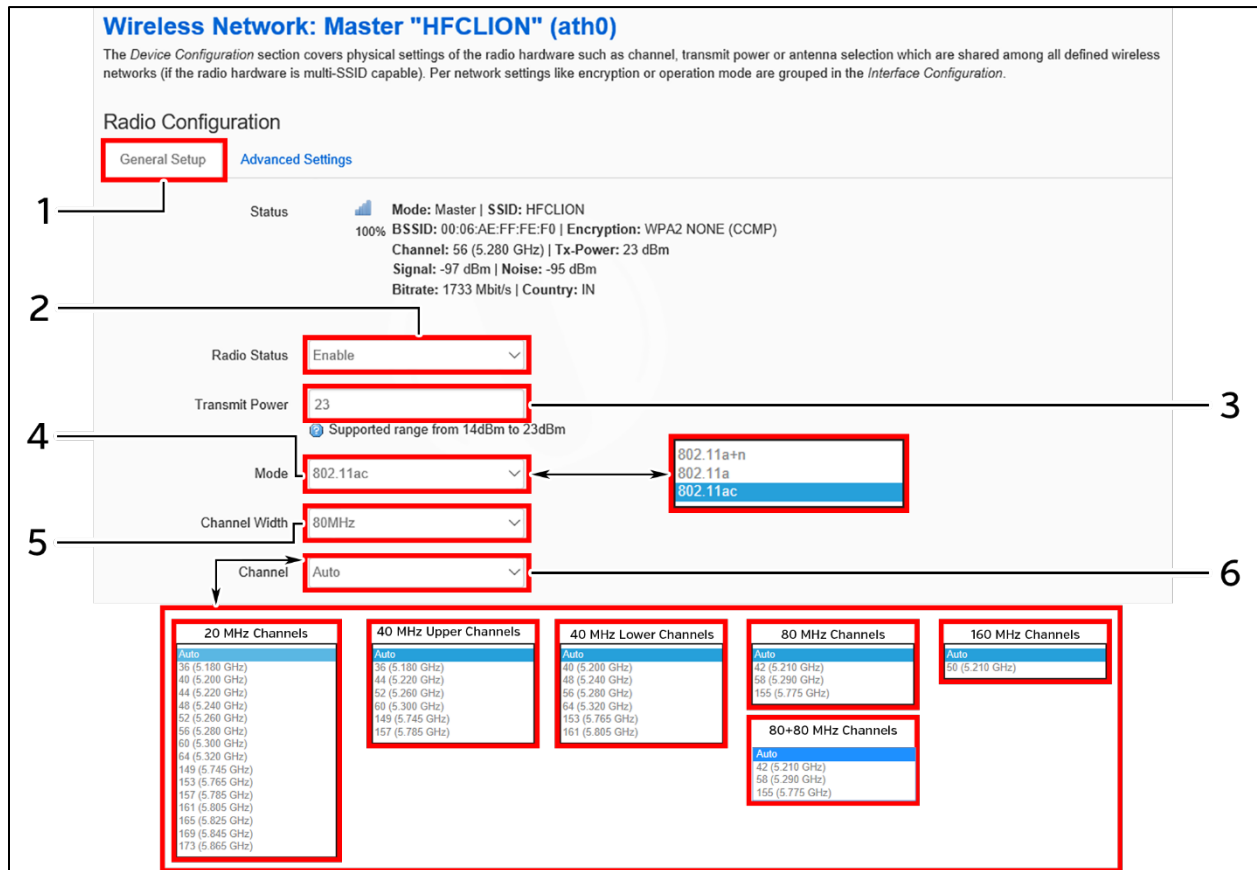 Wireless Network: Master "HFCLION" (ath0)
The Device Configuration section covers physical settings of the radio hardware such as channel, transmit power or antenna selection which are shared among all defined wireless
networks (if the radio hardware is multi-SSID capable). Per network settings like encryption or operation mode are grouped in the Interface Configuration.
Radio Configuration
General Setup Advanced Settings
1
Status
Mode: Master | SSID: HFCLION
100% BSSID: 00:06:AE:FF:FE:F0 | Encryption: WPA2 NONE (CCMP)
Channel: 56 (5.280 GHz) | Tx-Power: 23 dBm
Signal: -97 dBm | Noise: -95 dBm
Bitrate: 1733 Mbit/s | Country: IN
2
Radio Status Enable
Transmit Power 23
3
Supported range from 14dBm to 23dBm
4
Mode 802.11ac
802.11a+n
802.11a
802.11ac
Channel Width 80MHz
5
Channel Auto
6
20 MHz Channels
Auto
36 (5.180 GHz)
40 (5.200 GHz)
44 (5.220 GHz)
48 (5.240 GHz)
52 (5.260 GHz)
56 (5.280 GHz)
60 (5.300 GHz)
64 (5.320 GHz)
149 (5.745 GHz)
153 (5.765 GHz)
157 (5.785 GHz)
161 (5.805 GHz)
165 (5.825 GHz)
169 (5.845 GHz)
173 (5.865 GHz)
40 MHz Upper Channels
Auto
36 (5.180 GHz)
44 (5.220 GHz)
52 (5.260 GHz)
60 (5.300 GHz)
149 (5.745 GHz)
157 (5.785 GHz)
40 MHz Lower Channels
Auto
40 (5.200 GHz)
48 (5.240 GHz)
56 (5.280 GHz)
64 (5.320 GHz)
153 (5.765 GHz)
161 (5.805 GHz)
80 MHz Channels
Auto
42 (5.210 GHz)
58 (5.290 GHz)
155 (5.775 GHz)
80+80 MHz Channels
Auto
42 (5.210 GHz)
58 (5.290 GHz)
155 (5.775 GHz)
160 MHz Channels
Auto
50 (5.210 GHz)